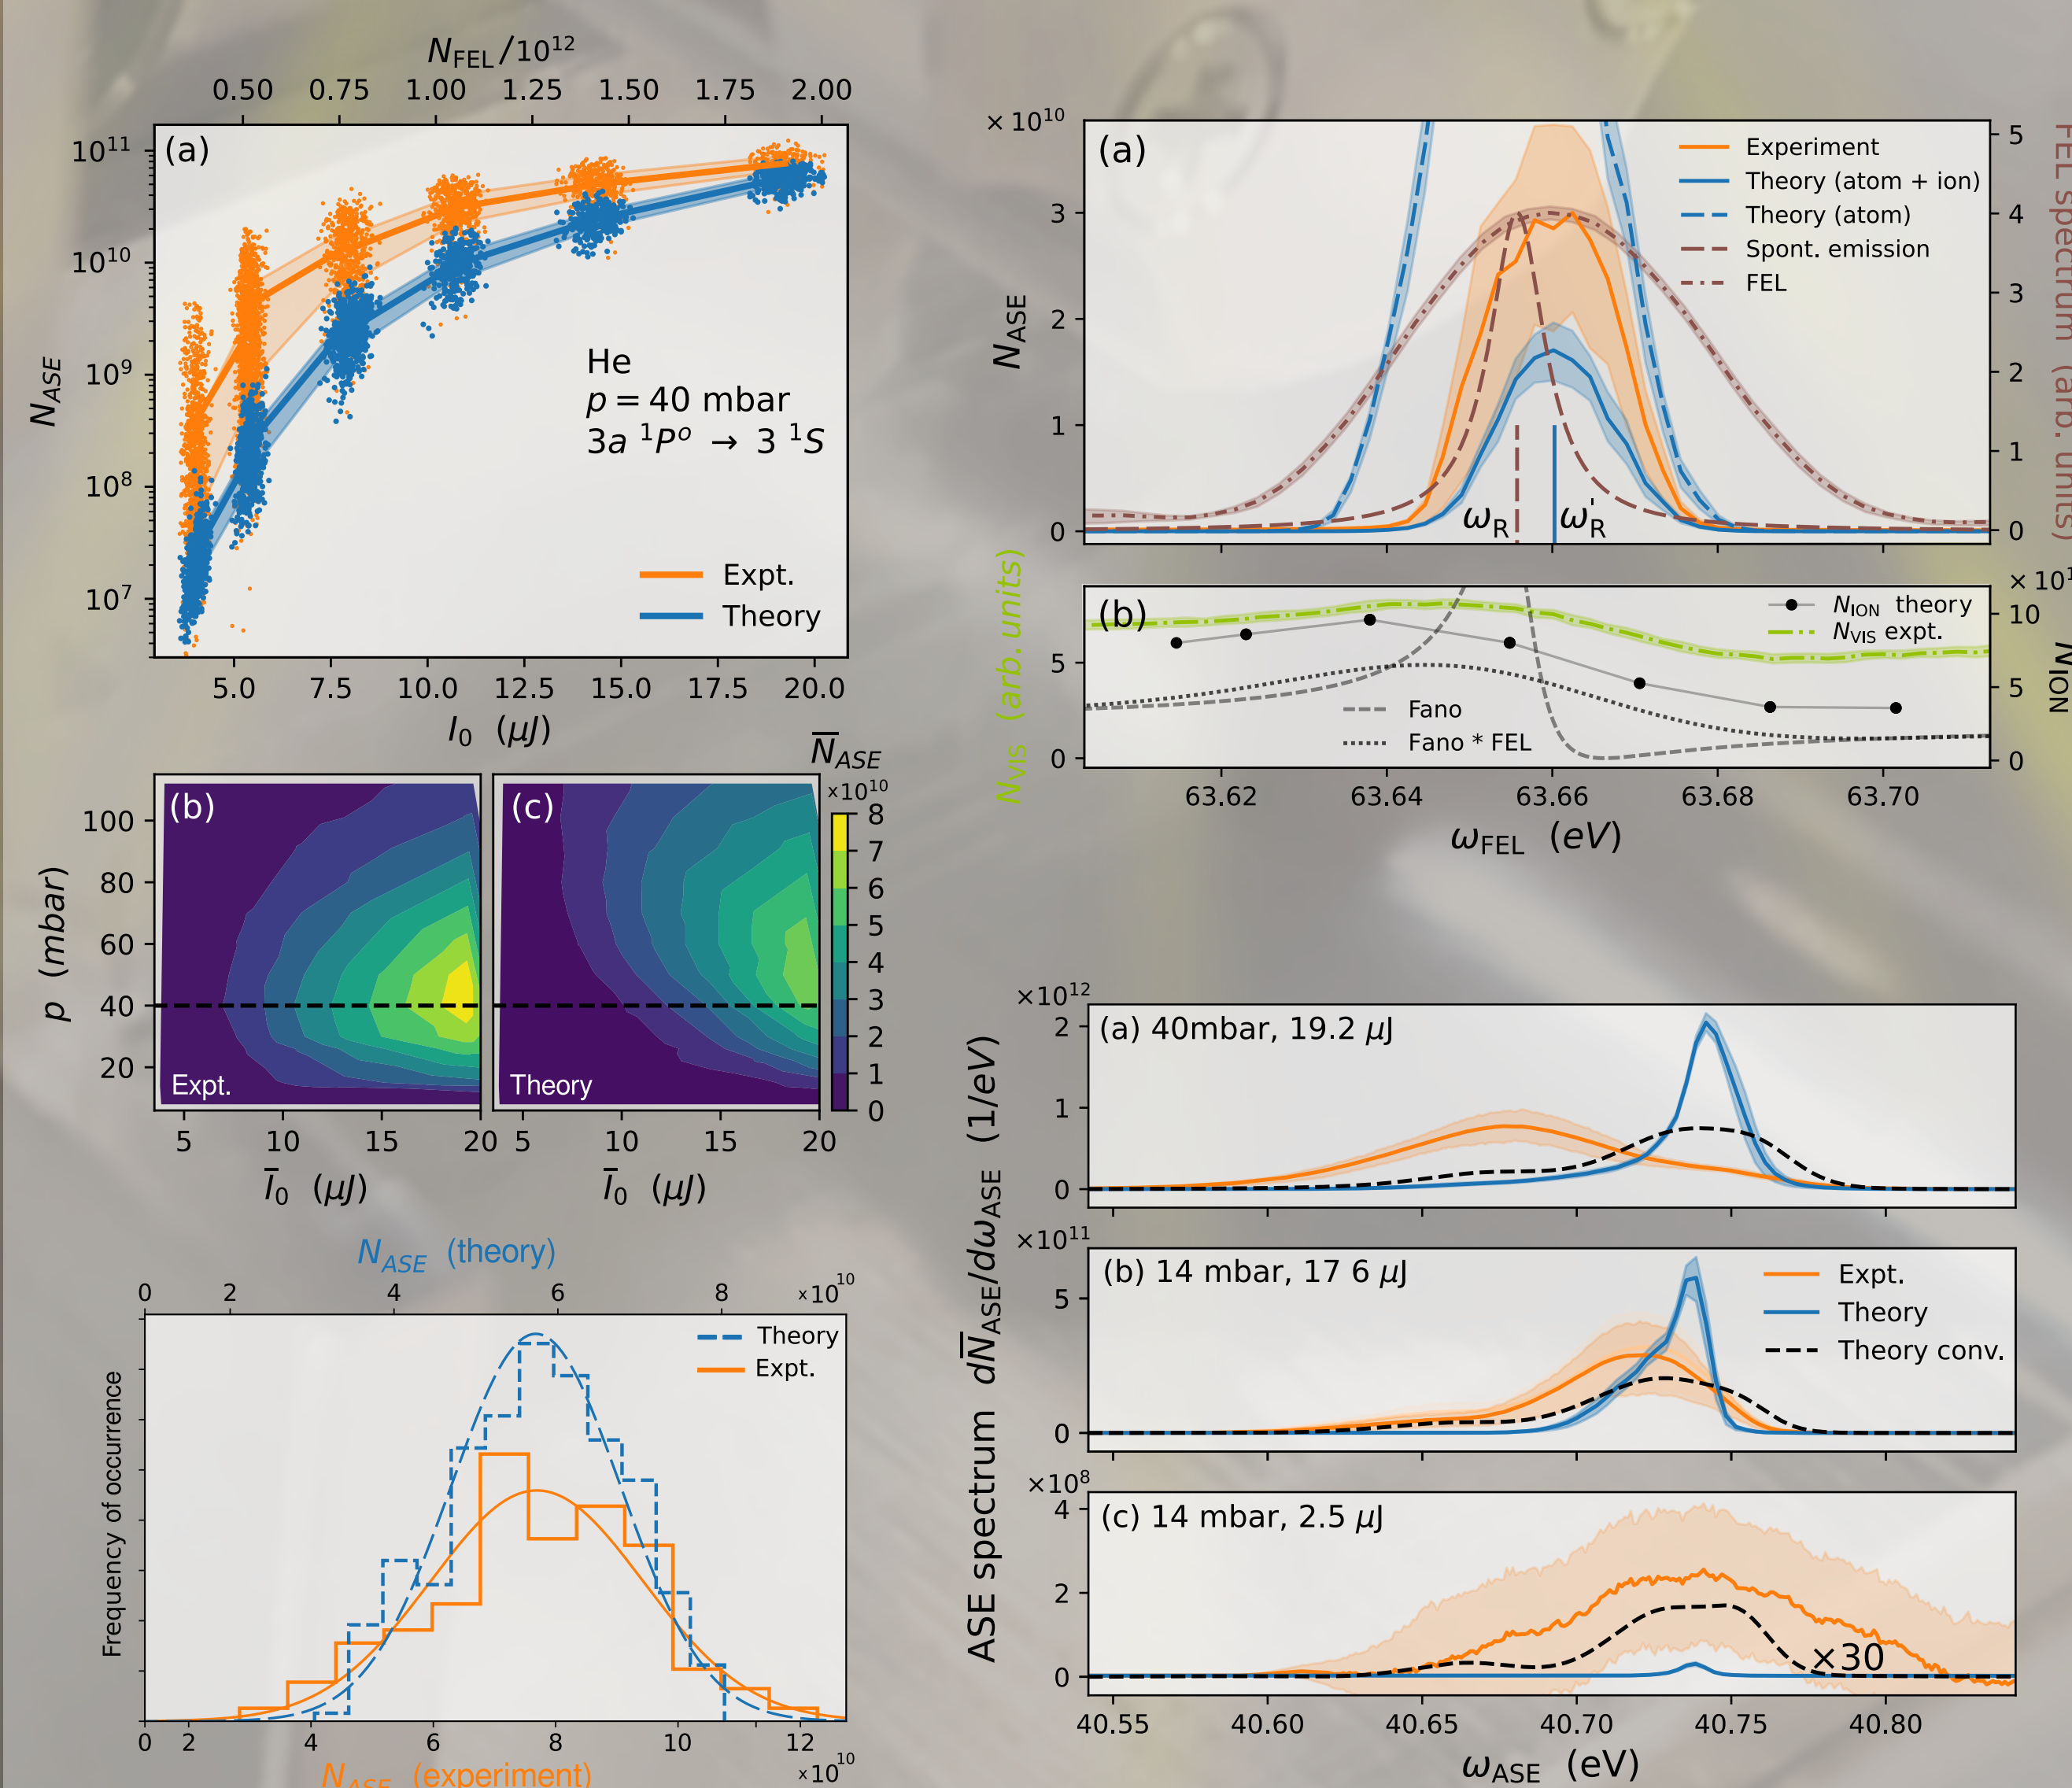 N_FEL/10^12
0.50 0.75 1.00 1.25 1.50 1.75 2.00
(a)
10^11
10^10
10^9
10^8
10^7
N_ASE
He
p = 40 mbar
3a ¹P° → 3 ¹S
Expt.
Theory
5.0 7.5 10.0 12.5 15.0 17.5 20.0
I_0 (μJ)
N̅_ASE
×10^10
(b) (c)
100
80
60
40
20
p (mbar)
Expt. Theory
8
7
6
5
4
3
2
1
0
5 10 15 20 5 10 15 20
I̅_0 (μJ) I̅_0 (μJ)
N_ASE (theory)
0 2 4 6 8 ×10^10
Theory
Expt.
Frequency of occurrence
0 2 4 6 8 10 12
×10^10
N_ASE (experiment)
× 10^10
(a)
3
2
1
0
N_ASE
Experiment
Theory (atom + ion)
Theory (atom)
Spont. emission
FEL
ω_R ω'_R
5
4
3
2
1
0
FEL spectrum (arb. units)
(b)
× 10^1
N_ION theory
N_VIS expt.
Fano
Fano * FEL
5
0
N_VIS (arb. units)
10
5
0
N_ION
63.62 63.64 63.66 63.68 63.70
ω_FEL (eV)
×10^12
(a) 40mbar, 19.2 μJ
2
1
0
ASE spectrum dN̅_ASE/dω_ASE (1/eV)
×10^11
(b) 14 mbar, 17 6 μJ
5
0
Expt.
Theory
Theory conv.
×10^8
(c) 14 mbar, 2.5 μJ
4
2
0
×30
40.55 40.60 40.65 40.70 40.75 40.80
ω_ASE (eV)